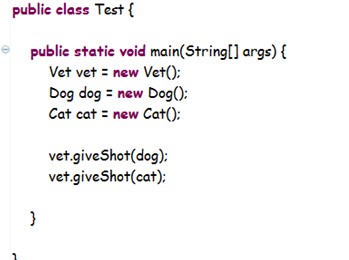 public class Test {
public static void main(String[] args) {
Vet vet = new Vet();
Dog dog = new Dog();
Cat cat = new Cat();
vet.giveShot(dog);
vet.giveShot(cat);
}
}